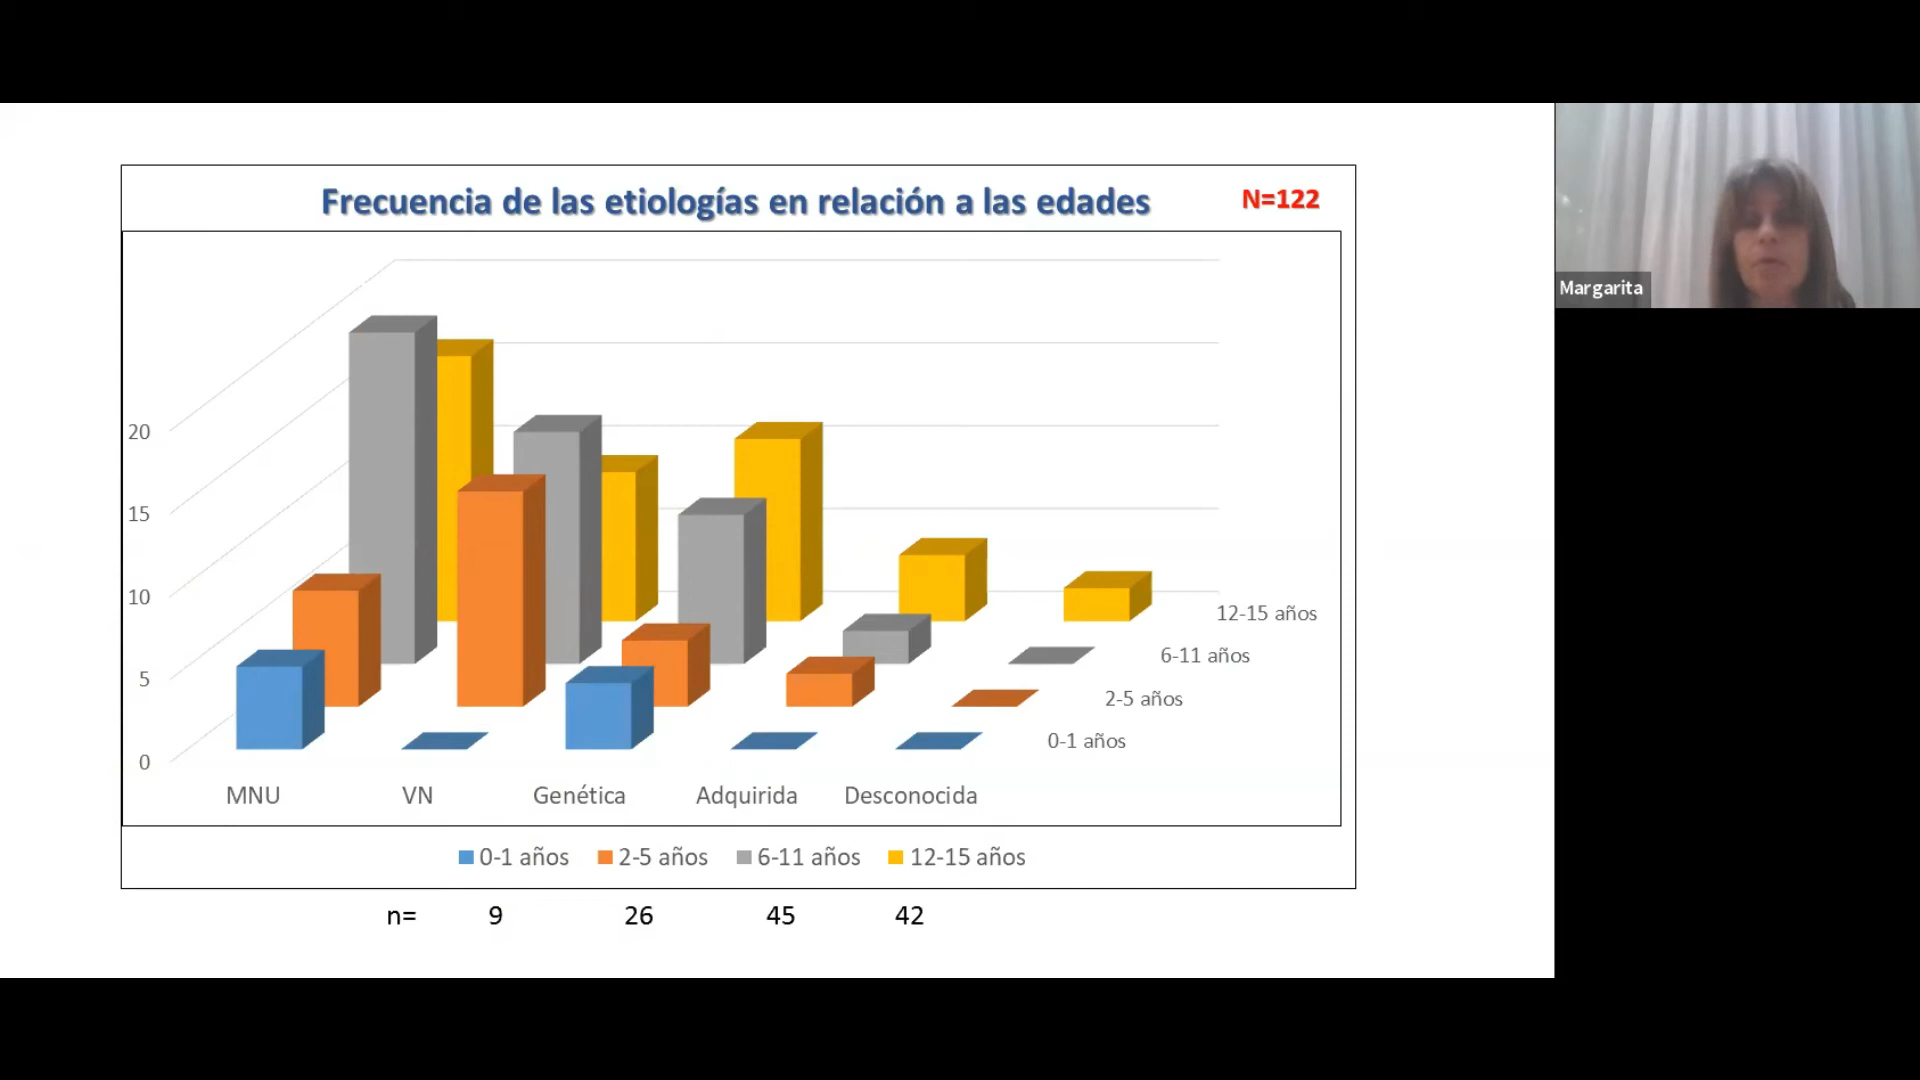 Frecuencia de las etiologías en relación a las edades
N=122
Margarita
20
15
10
5
0
12-15 años
6-11 años
2-5 años
0-1 años
MNU VN Genética Adquirida Desconocida
0-1 años 2-5 años 6-11 años 12-15 años
n= 9 26 45 42